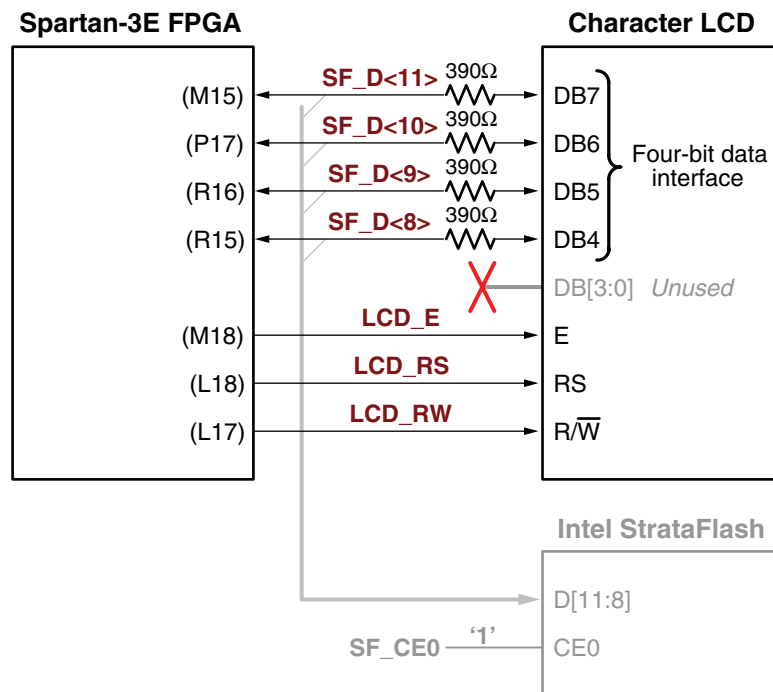 Spartan-3E FPGA
Character LCD
(M15) SF_D<11> 390Ω DB7
(P17) SF_D<10> 390Ω DB6
(R16) SF_D<9> 390Ω DB5
(R15) SF_D<8> 390Ω DB4
Four-bit data
interface
DB[3:0] Unused
(M18) LCD_E E
(L18) LCD_RS RS
(L17) LCD_RW R/W̅
Intel StrataFlash
D[11:8]
SF_CE0 ‘1’ CE0